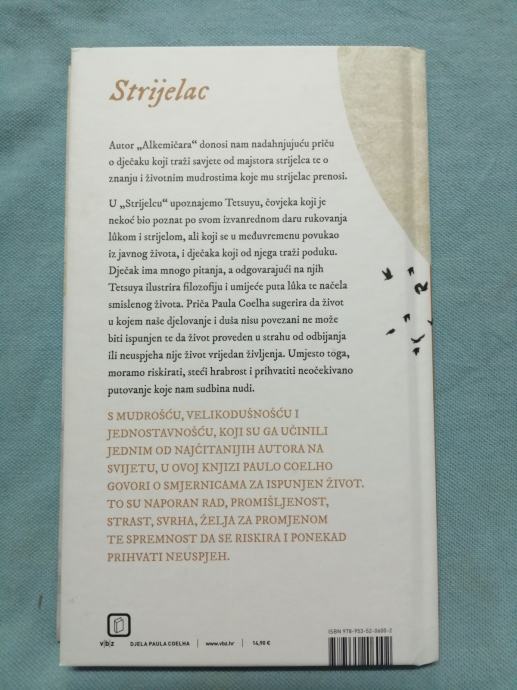 Strijelac
Autor „Alkemičara“ donosi nam nadahnjujuću priču
o dječaku koji traži savjete od majstora strijelca te o
znanju i životnim mudrostima koje mu strijelac prenosi.
U „Strijelcu“ upoznajemo Tetsuyu, čovjeka koji je
nekoć bio poznat po svom izvanrednom daru rukovanja
lûkom i strijelom, ali koji se u međuvremenu povukao
iz javnog života, i dječaka koji od njega traži poduku.
Dječak ima mnogo pitanja, a odgovarajući na njih
Tetsuya ilustrira filozofiju i umijeće puta lûka te načela
smislenog života. Priča Paula Coelha sugerira da život
u kojem naše djelovanje i duša nisu povezani ne može
biti ispunjen te da život proveden u strahu od odbijanja
ili neuspjeha nije život vrijedan življenja. Umjesto toga,
moramo riskirati, steći hrabrost i prihvatiti neočekivano
putovanje koje nam sudbina nudi.
S MUDROŠĆU, VELIKODUŠNOŠĆU I
JEDNOSTAVNOŠĆU, KOJI SU GA UČINILI
JEDNIM OD NAJČITANIJIH AUTORA NA
SVIJETU, U OVOJ KNJIZI PAULO COELHO
GOVORI O SMJERNICAMA ZA ISPUNJEN ŽIVOT.
TO SU NAPORAN RAD, PROMIŠLJENOST,
STRAST, SVRHA, ŽELJA ZA PROMJENOM
TE SPREMNOST DA SE RISKIRA I PONEKAD
PRIHVATI NEUSPJEH.
ISBN 978-953-52-0600-2
v|b|z | DJELA PAULA COELHA | www.vbz.hr | 14,90 €